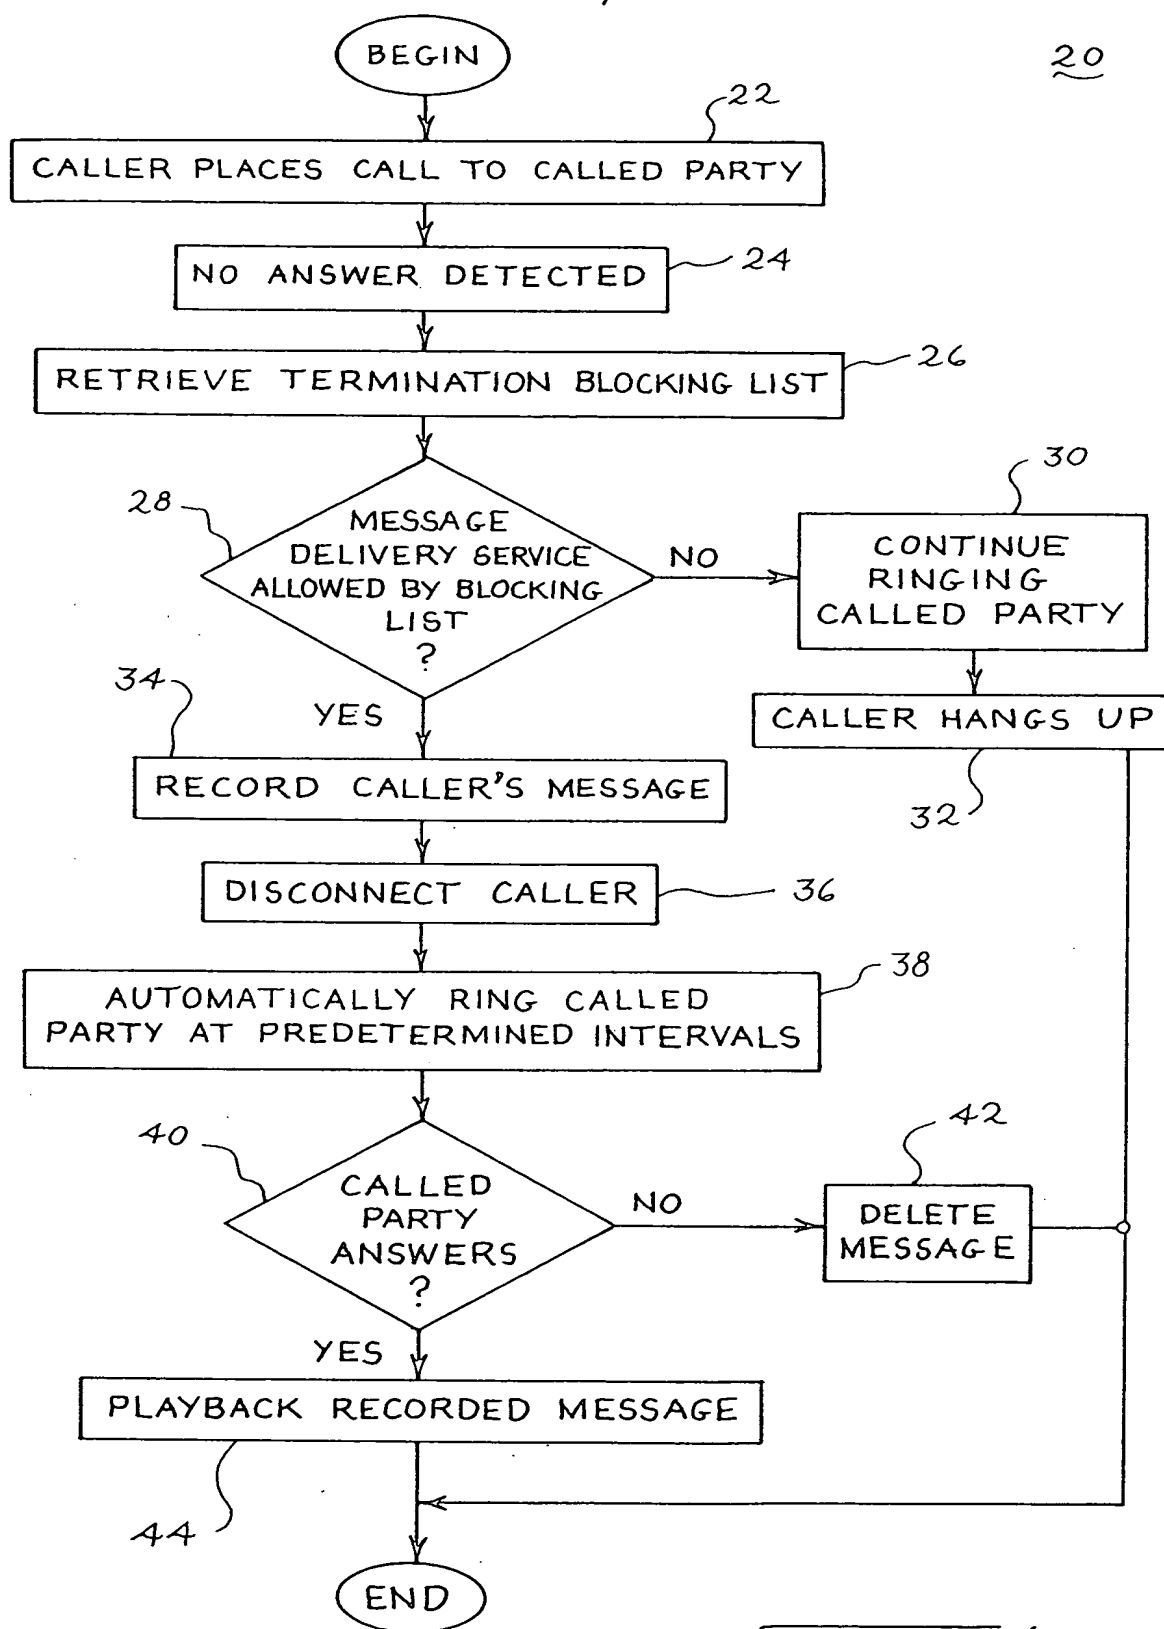 BEGIN
20
22
CALLER PLACES CALL TO CALLED PARTY
NO ANSWER DETECTED
24
RETRIEVE TERMINATION BLOCKING LIST
26
28
MESSAGE
DELIVERY SERVICE
ALLOWED BY BLOCKING
LIST
?
NO
30
CONTINUE
RINGING
CALLED PARTY
CALLER HANGS UP
32
YES
34
RECORD CALLER'S MESSAGE
DISCONNECT CALLER
36
38
AUTOMATICALLY RING CALLED
PARTY AT PREDETERMINED INTERVALS
40
CALLED
PARTY
ANSWERS
?
NO
42
DELETE
MESSAGE
YES
PLAYBACK RECORDED MESSAGE
44
END